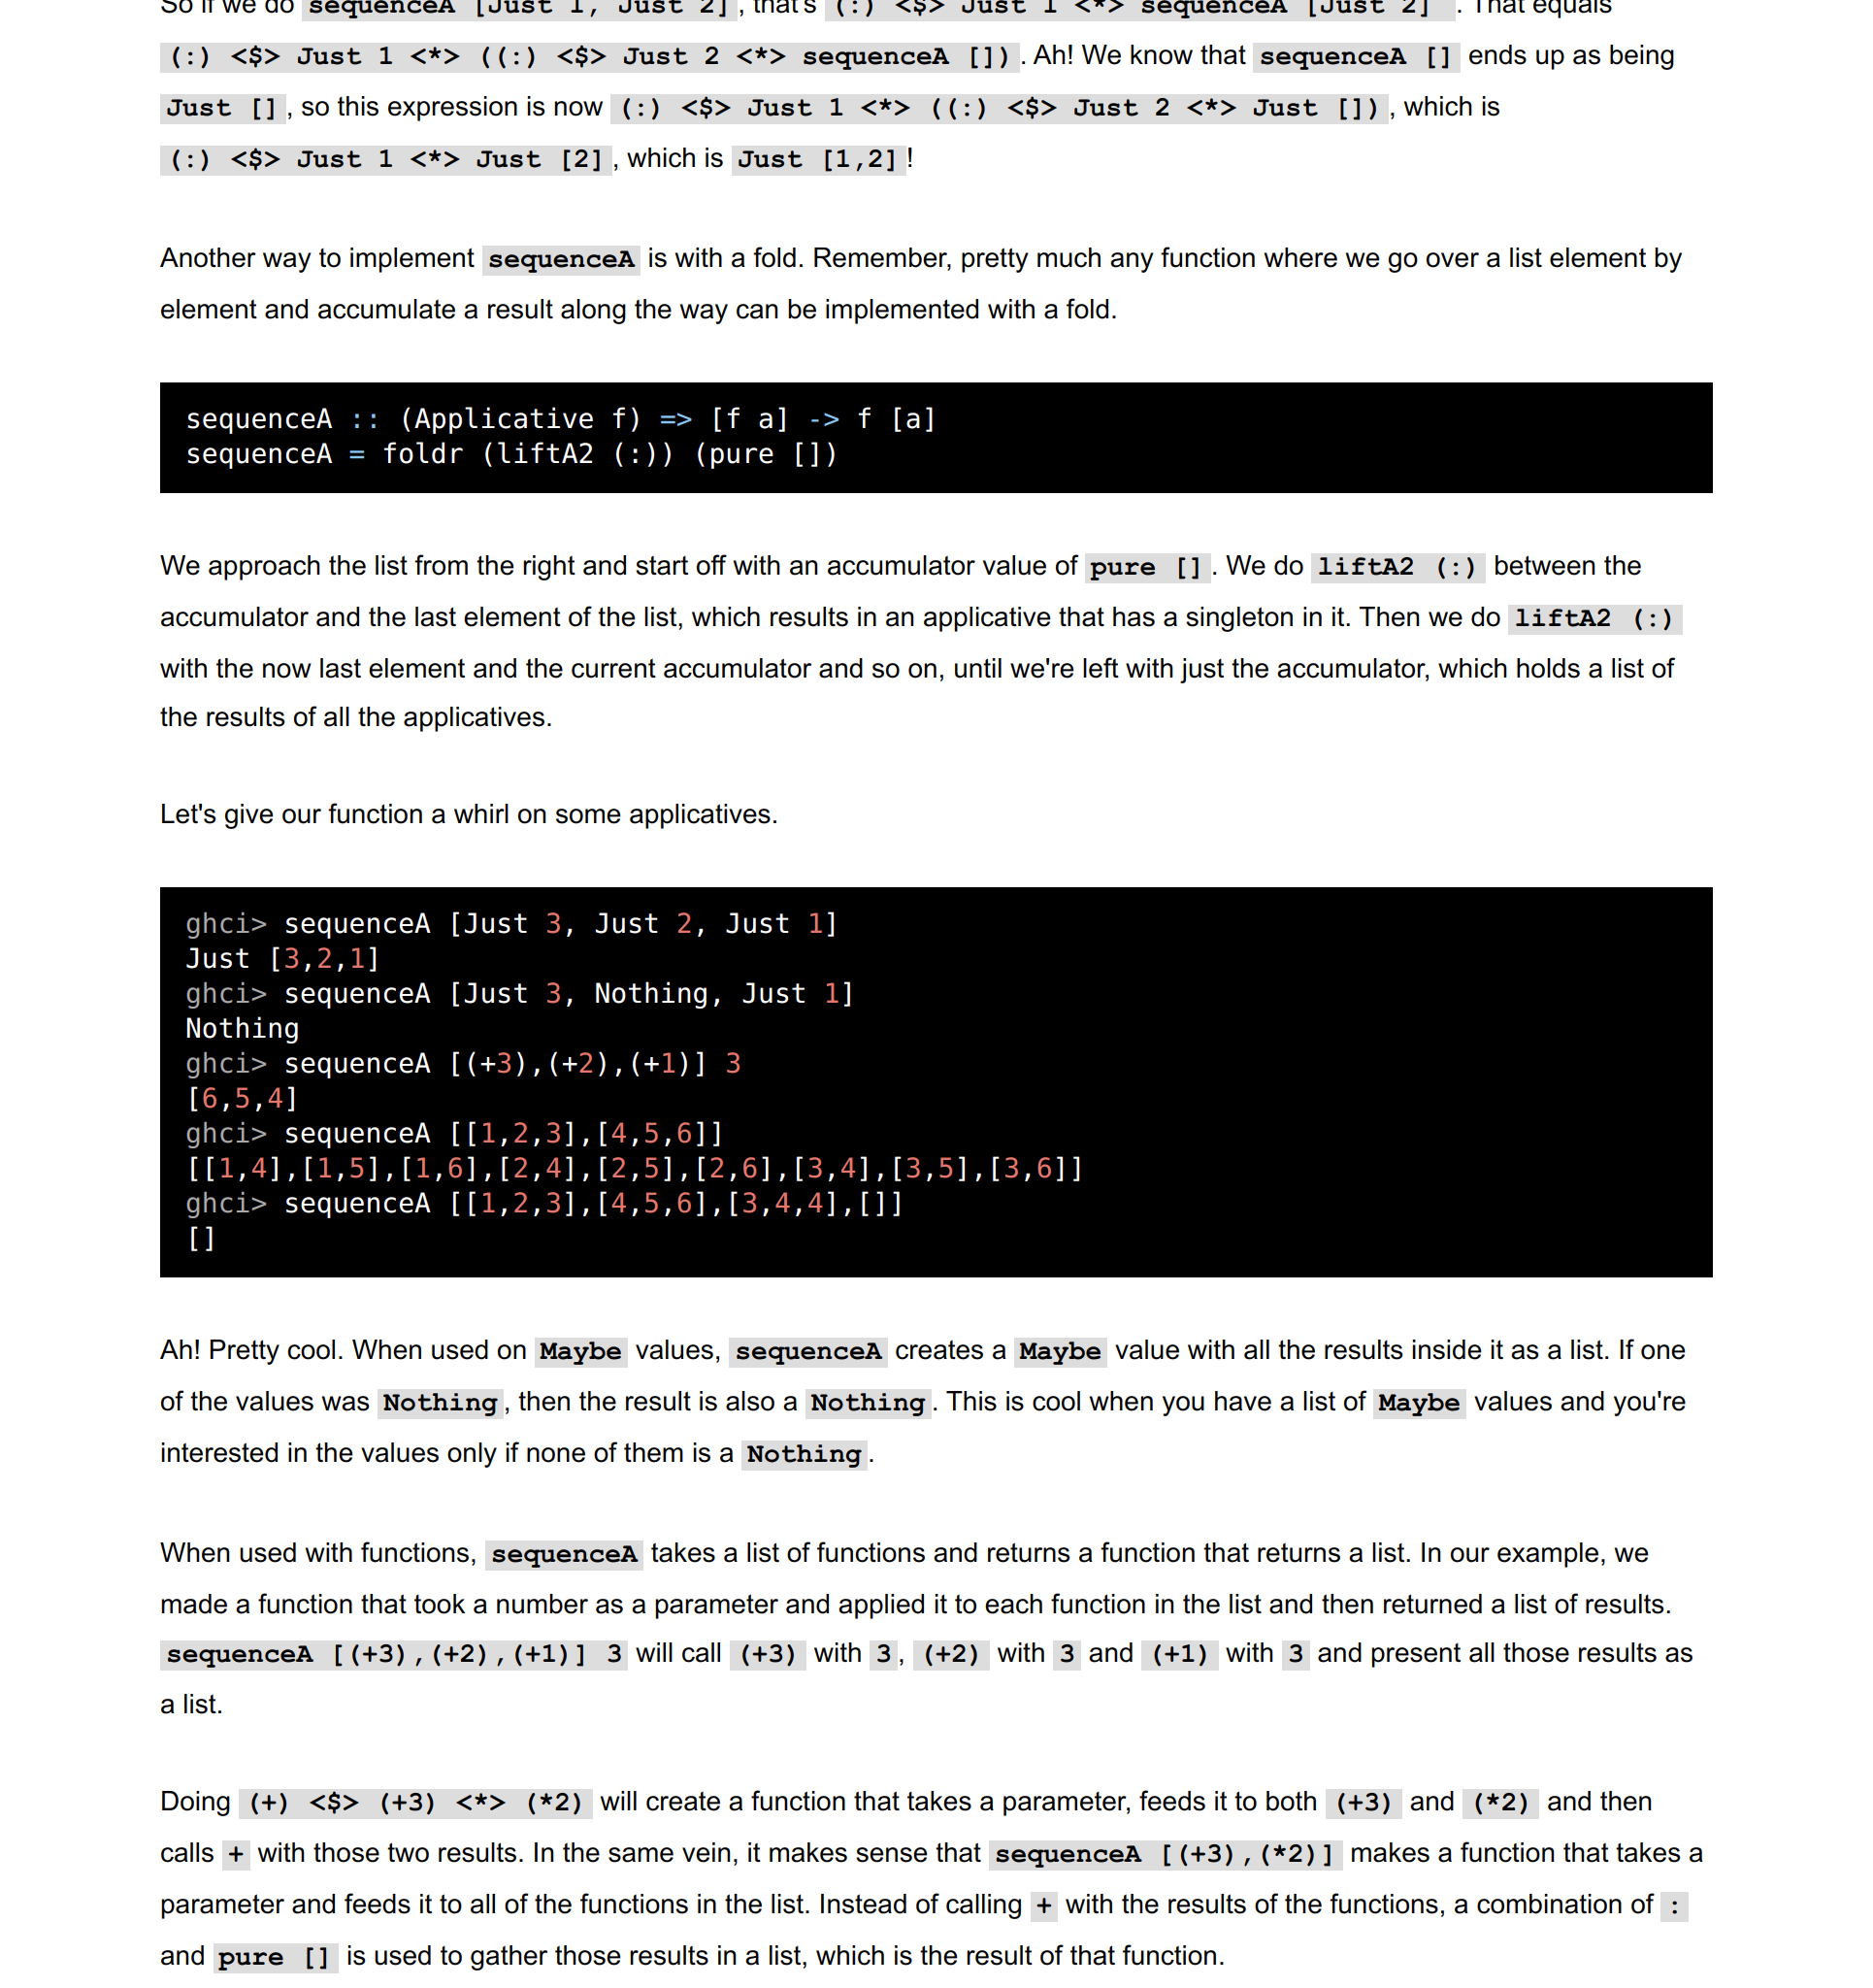 So if we do sequenceA [Just 1, Just 2], that's (:) <$> Just 1 <*> sequenceA [Just 2] . That equals
(:) <$> Just 1 <*> ((:) <$> Just 2 <*> sequenceA []). Ah! We know that sequenceA [] ends up as being
Just [], so this expression is now (:) <$> Just 1 <*> ((:) <$> Just 2 <*> Just []), which is
(:) <$> Just 1 <*> Just [2], which is Just [1,2]!
Another way to implement sequenceA is with a fold. Remember, pretty much any function where we go over a list element by
element and accumulate a result along the way can be implemented with a fold.
sequenceA :: (Applicative f) => [f a] -> f [a]
sequenceA = foldr (liftA2 (:)) (pure [])
We approach the list from the right and start off with an accumulator value of pure []. We do liftA2 (:) between the
accumulator and the last element of the list, which results in an applicative that has a singleton in it. Then we do liftA2 (:)
with the now last element and the current accumulator and so on, until we're left with just the accumulator, which holds a list of
the results of all the applicatives.
Let's give our function a whirl on some applicatives.
ghci> sequenceA [Just 3, Just 2, Just 1]
Just [3,2,1]
ghci> sequenceA [Just 3, Nothing, Just 1]
Nothing
ghci> sequenceA [(+3),(+2),(+1)] 3
[6,5,4]
ghci> sequenceA [[1,2,3],[4,5,6]]
[[1,4],[1,5],[1,6],[2,4],[2,5],[2,6],[3,4],[3,5],[3,6]]
ghci> sequenceA [[1,2,3],[4,5,6],[3,4,4],[]]
[]
Ah! Pretty cool. When used on Maybe values, sequenceA creates a Maybe value with all the results inside it as a list. If one
of the values was Nothing, then the result is also a Nothing. This is cool when you have a list of Maybe values and you're
interested in the values only if none of them is a Nothing.
When used with functions, sequenceA takes a list of functions and returns a function that returns a list. In our example, we
made a function that took a number as a parameter and applied it to each function in the list and then returned a list of results.
sequenceA [(+3),(+2),(+1)] 3 will call (+3) with 3, (+2) with 3 and (+1) with 3 and present all those results as
a list.
Doing (+) <$> (+3) <*> (*2) will create a function that takes a parameter, feeds it to both (+3) and (*2) and then
calls + with those two results. In the same vein, it makes sense that sequenceA [(+3),(*2)] makes a function that takes a
parameter and feeds it to all of the functions in the list. Instead of calling + with the results of the functions, a combination of :
and pure [] is used to gather those results in a list, which is the result of that function.